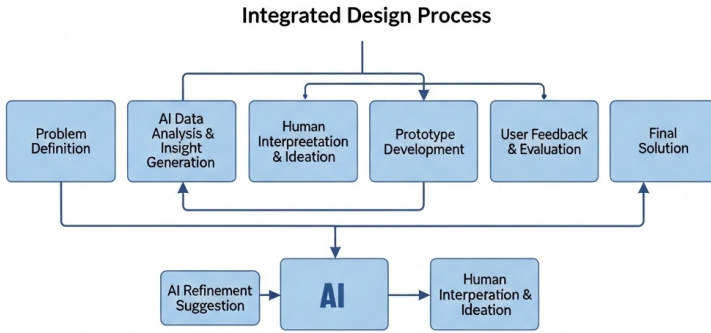 Integrated Design Process
Problem
Definition
AI Data
Analysis &
Insight
Generation
Human
Interpreetation
& Ideation
Prototype
Development
User Feedback
& Evaluation
Final
Solution
AI Refinement
Suggestion
AI
Human
Interperation &
Ideation